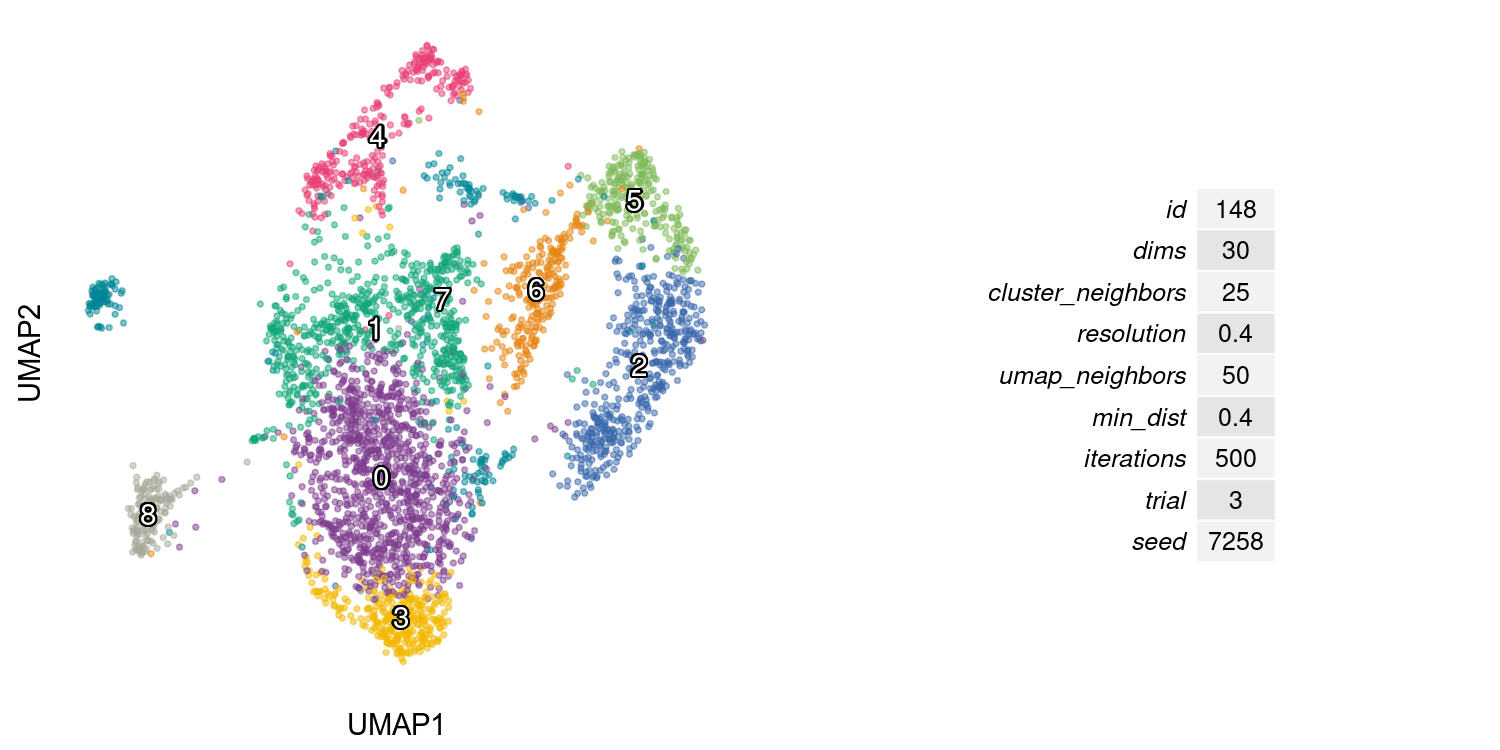 4
5
6
7
1
2
0
8
3
UMAP1
UMAP2
id 148
dims 30
cluster_neighbors 25
resolution 0.4
umap_neighbors 50
min_dist 0.4
iterations 500
trial 3
seed 7258